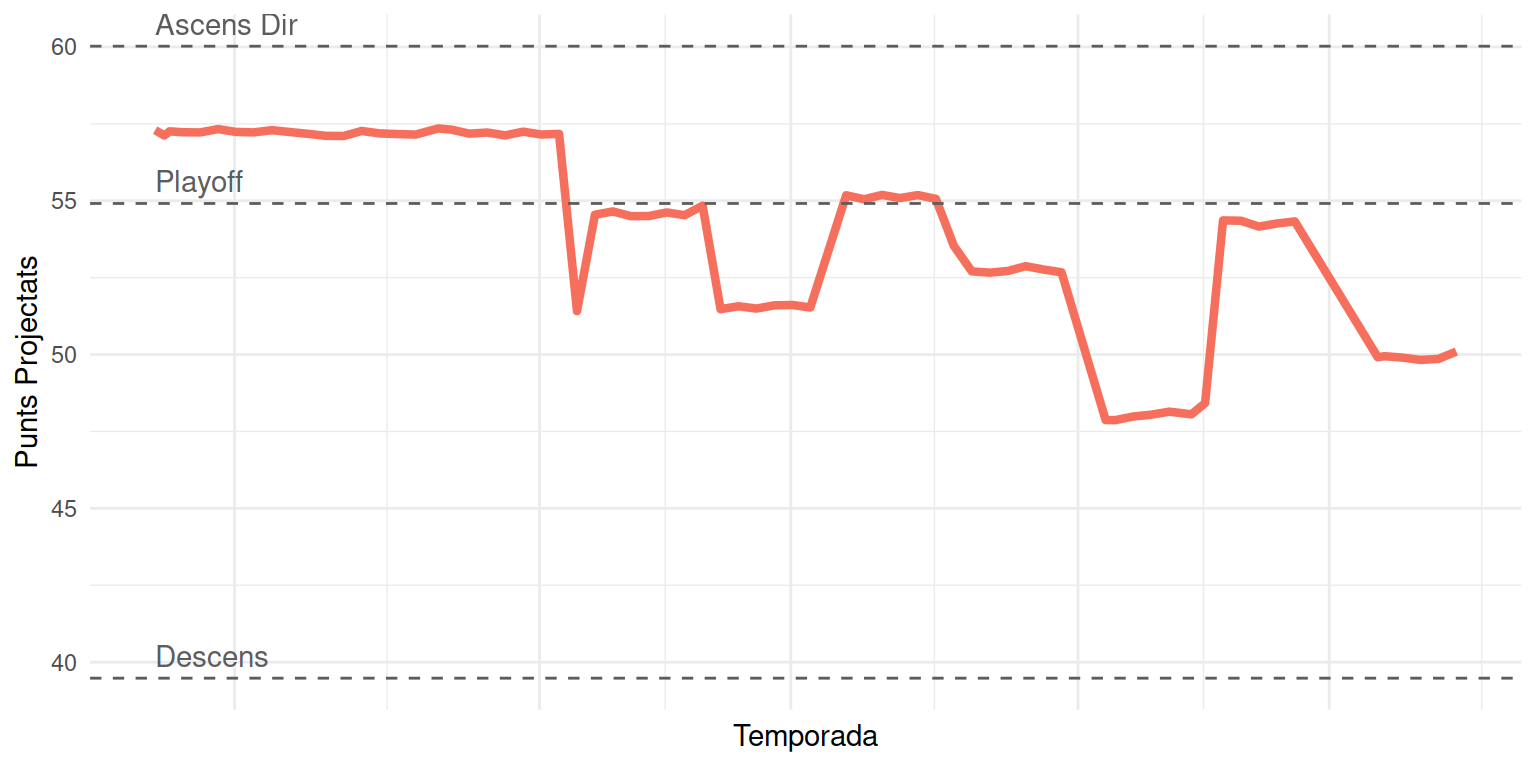 Ascens Dir
60
Playoff
55
50
45
Descens
40
Punts Projectats
Temporada